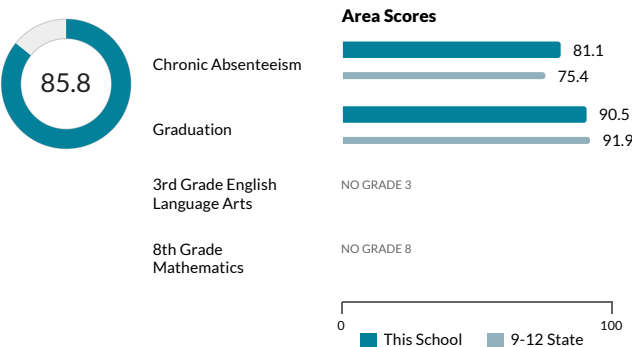 Area Scores
85.8
Chronic Absenteeism
81.1
75.4
Graduation
90.5
91.9
3rd Grade English
Language Arts
NO GRADE 3
8th Grade
Mathematics
NO GRADE 8
0
100
This School
9-12 State